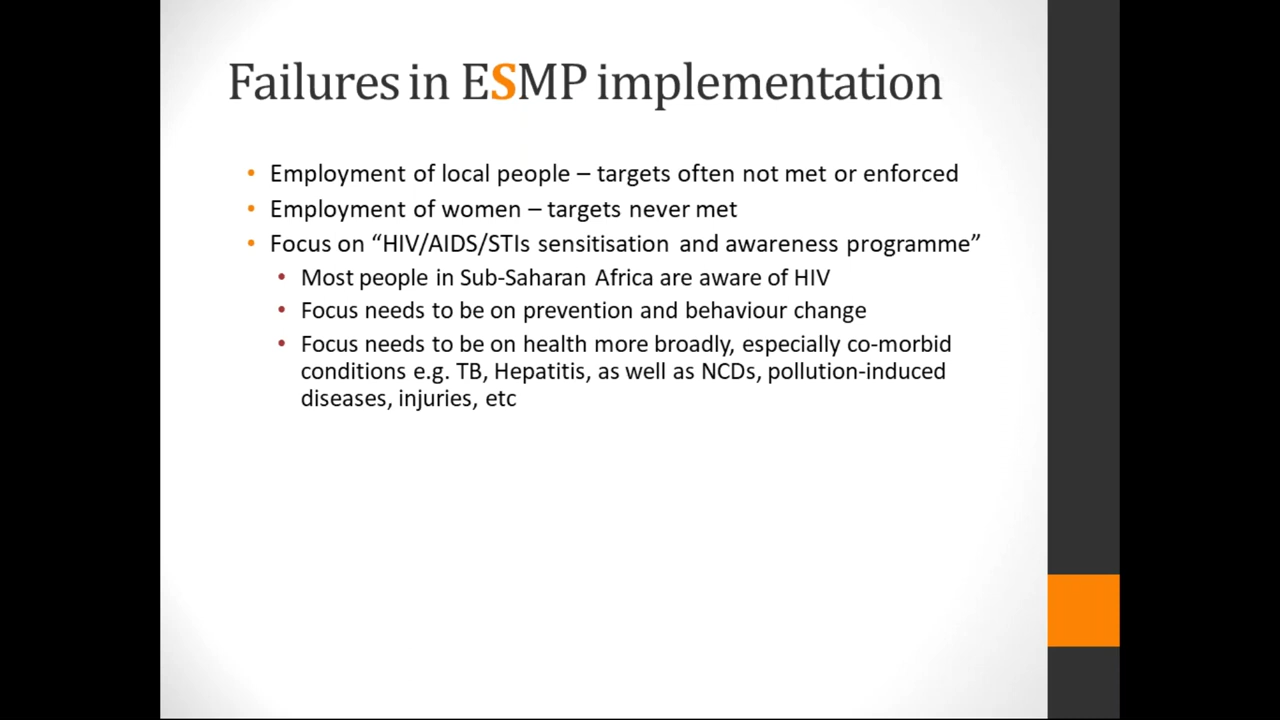 Failures in ESMP implementation
• Employment of local people – targets often not met or enforced
• Employment of women – targets never met
• Focus on “HIV/AIDS/STIs sensitisation and awareness programme”
• Most people in Sub-Saharan Africa are aware of HIV
• Focus needs to be on prevention and behaviour change
• Focus needs to be on health more broadly, especially co-morbid
conditions e.g. TB, Hepatitis, as well as NCDs, pollution-induced
diseases, injuries, etc